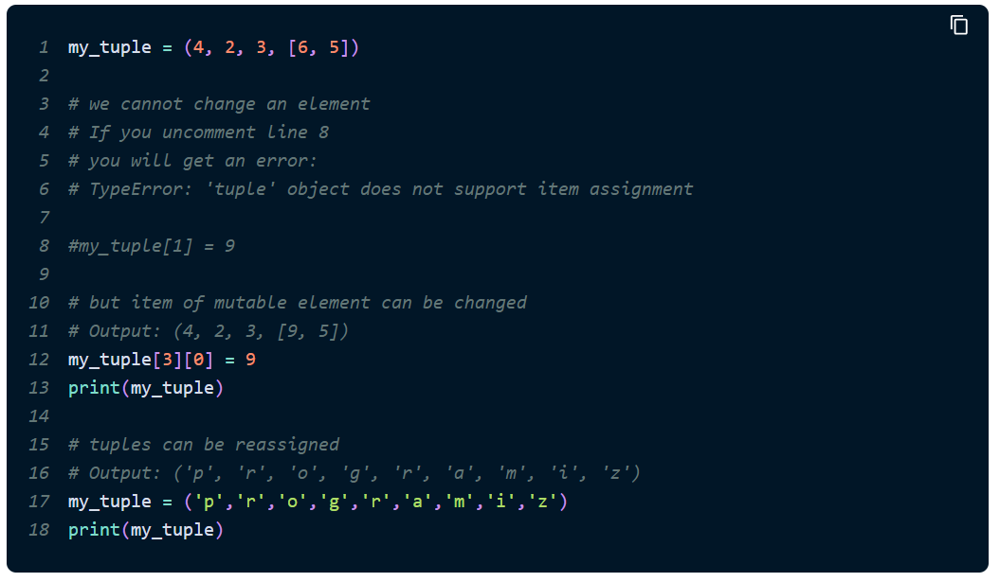 1 my_tuple = (4, 2, 3, [6, 5])
2
3 # we cannot change an element
4 # If you uncomment line 8
5 # you will get an error:
6 # TypeError: 'tuple' object does not support item assignment
7
8 #my_tuple[1] = 9
9
10 # but item of mutable element can be changed
11 # Output: (4, 2, 3, [9, 5])
12 my_tuple[3][0] = 9
13 print(my_tuple)
14
15 # tuples can be reassigned
16 # Output: ('p', 'r', 'o', 'g', 'r', 'a', 'm', 'i', 'z')
17 my_tuple = ('p','r','o','g','r','a','m','i','z')
18 print(my_tuple)